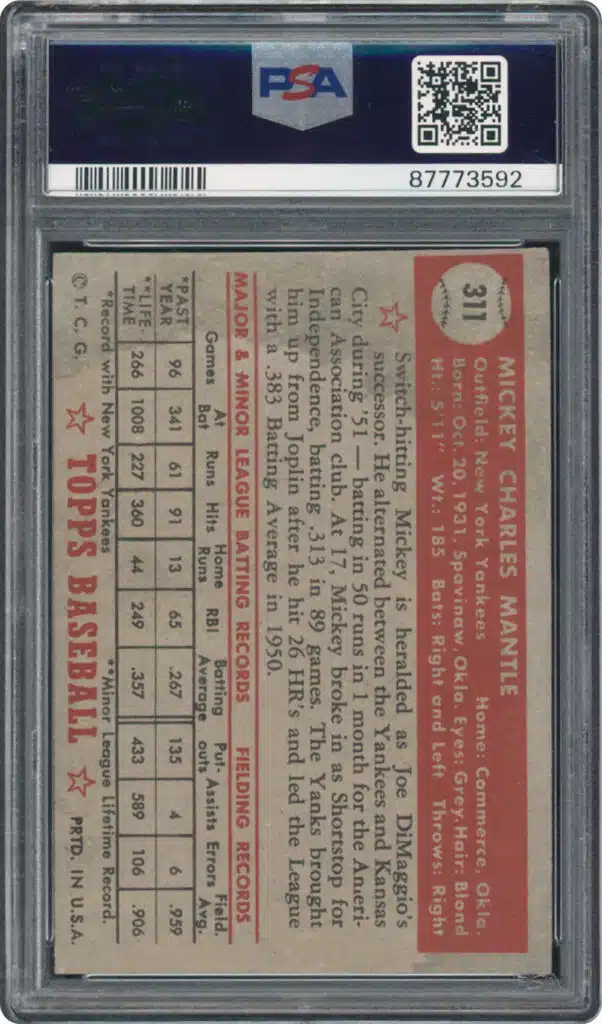 PSA
87773592
311
MICKEY CHARLES MANTLE
Outfield: New York Yankees Home: Commerce, Okla.
Born: Oct. 20, 1931, Spavinaw, Okla. Eyes: Grey Hair: Blond
Ht.: 5'11" Wt.: 185 Bats: Right and Left Throws: Right
Switch-hitting Mickey is heralded as Joe DiMaggio's
successor. He alternated between the Yankees and Kansas
City during '51 — batting in 50 runs in 1 month for the Ameri-
can Association club. At 17, Mickey broke in as Shortstop for
Independence, batting .313 in 89 games. The Yanks brought
him up from Joplin after he hit 26 HR's and led the League
with a .383 Batting Average in 1950.
MAJOR & MINOR LEAGUE BATTING RECORDS FIELDING RECORDS
Games At Bat Runs Hits Home Runs RBI Batting Average Put-outs Assists Errors Field. Avg.
*PAST YEAR 96 341 61 91 13 65 .267 135 4 6 .959
**LIFE-TIME 266 1008 227 360 44 249 .357 433 589 106 .906
*Record with New York Yankees **Minor League Lifetime Record.
© T. C. G. TOPPS BASEBALL PRTD. IN U.S.A.